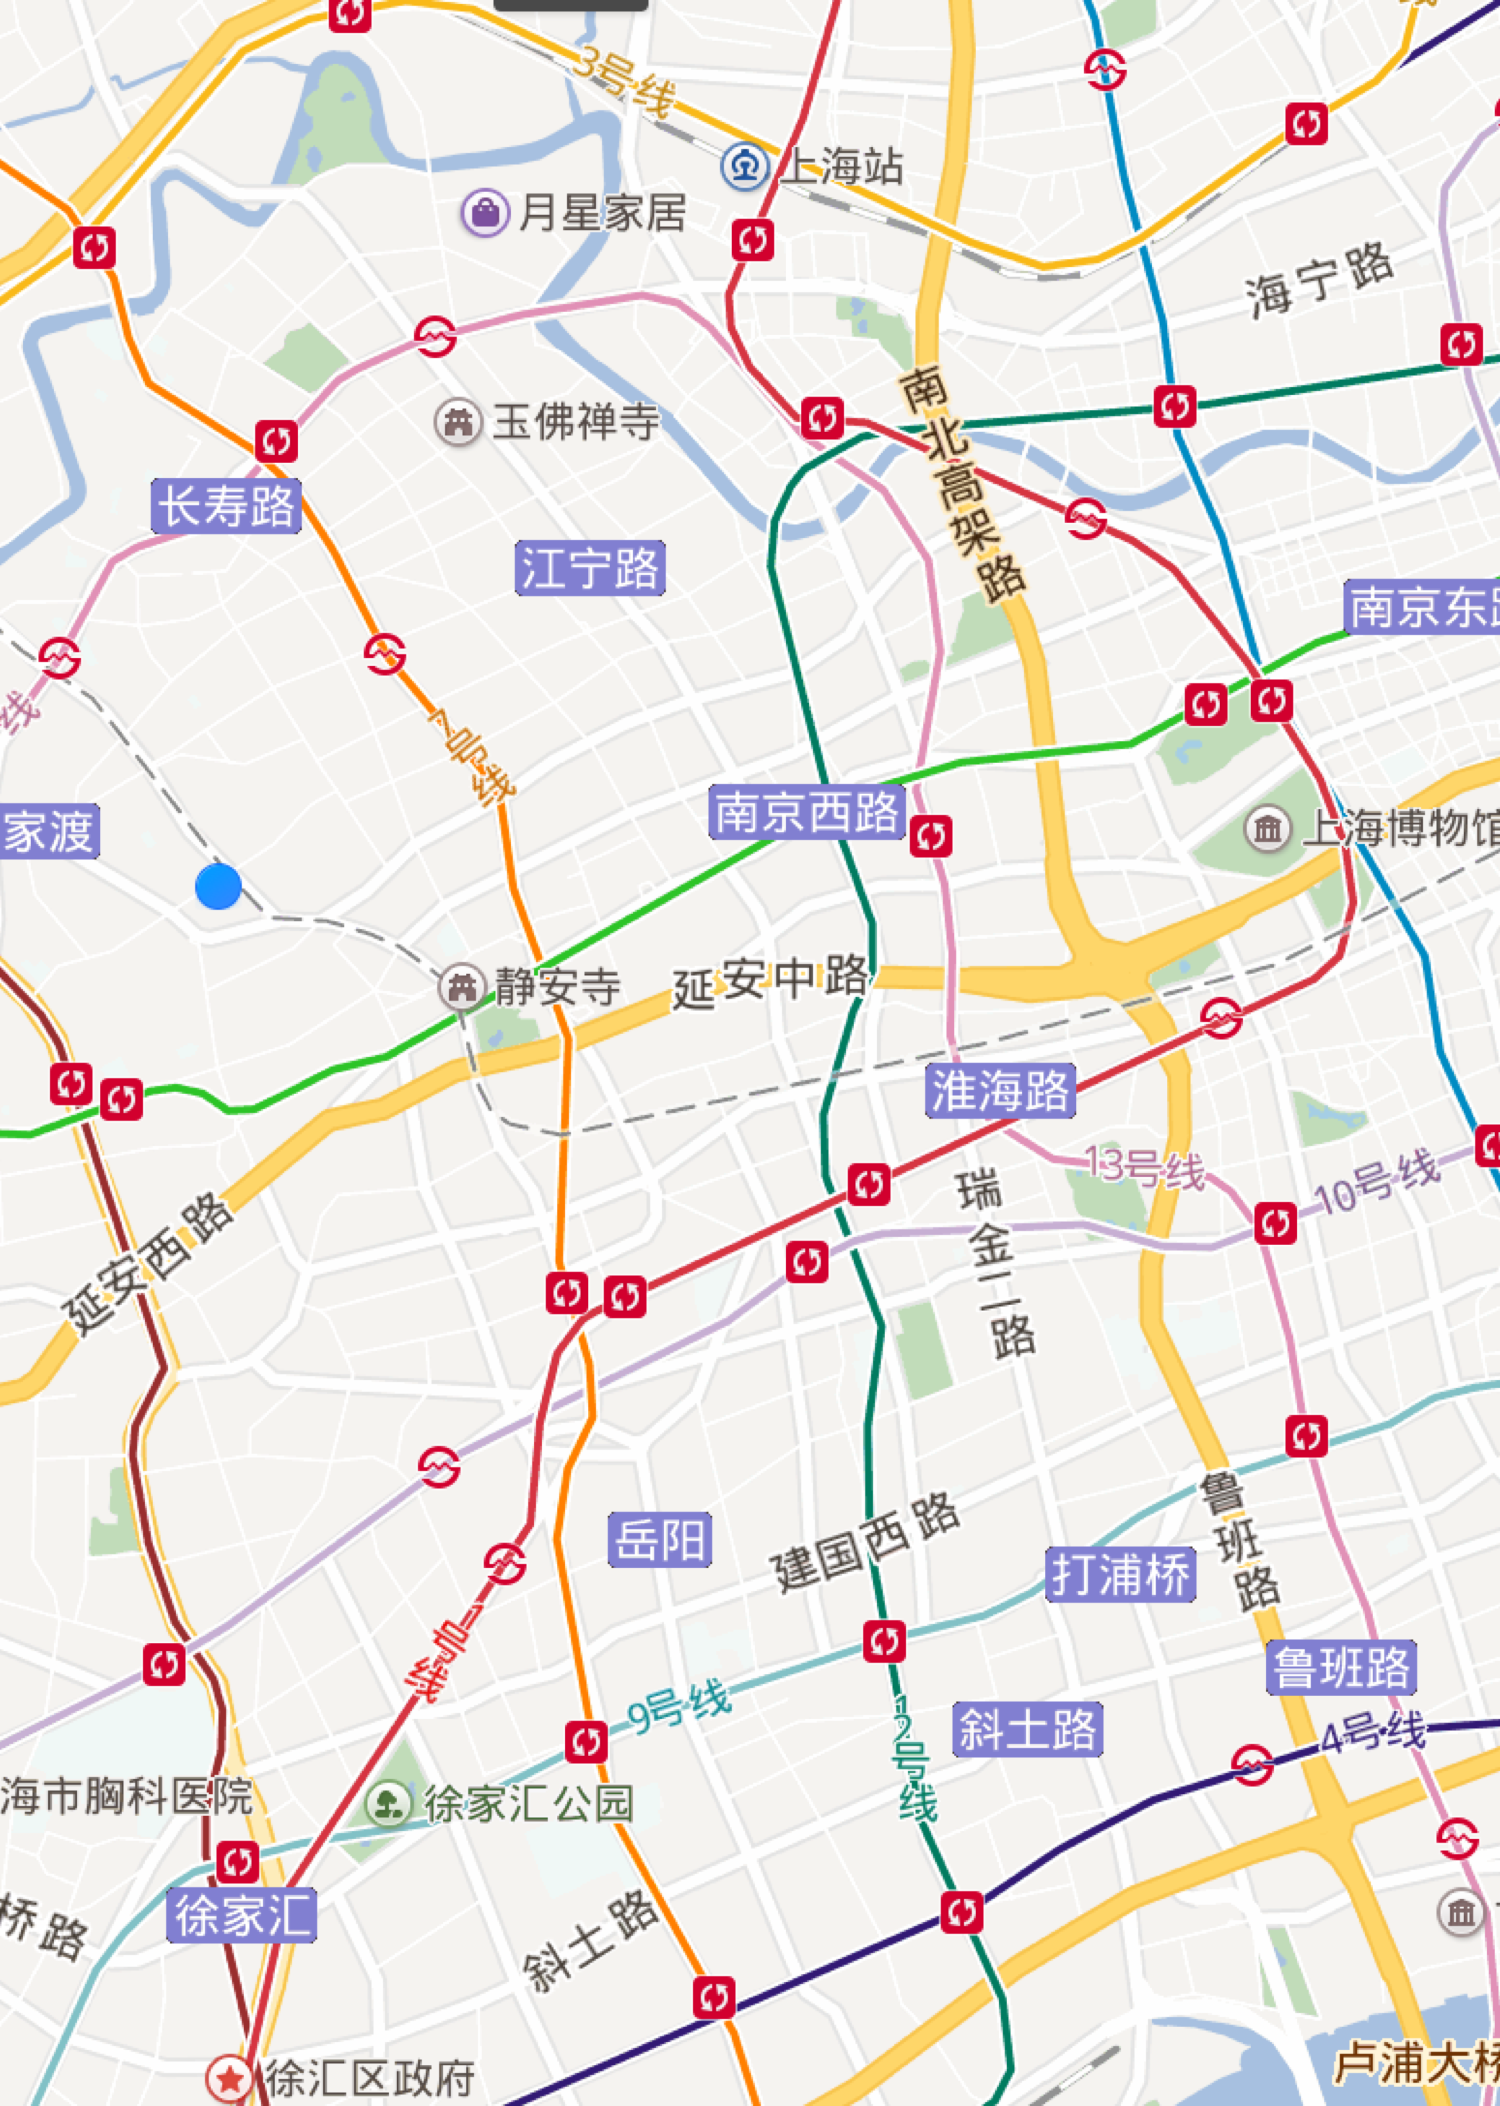 3号线
上海站
月星家居
海宁路
南北高架路
玉佛禅寺
长寿路
江宁路
南京东
线
7号线
南京西路
家渡
上海博物馆
静安寺
延安中路
淮海路
13号线
10号线
瑞金二路
延安西路
鲁班路
建国西路
岳阳
打浦桥
1号线
鲁班路
9号线
12号线
斜土路
4号线
海市胸科医院
徐家汇公园
徐家汇
桥路
斜土路
徐汇区政府
卢浦大桥